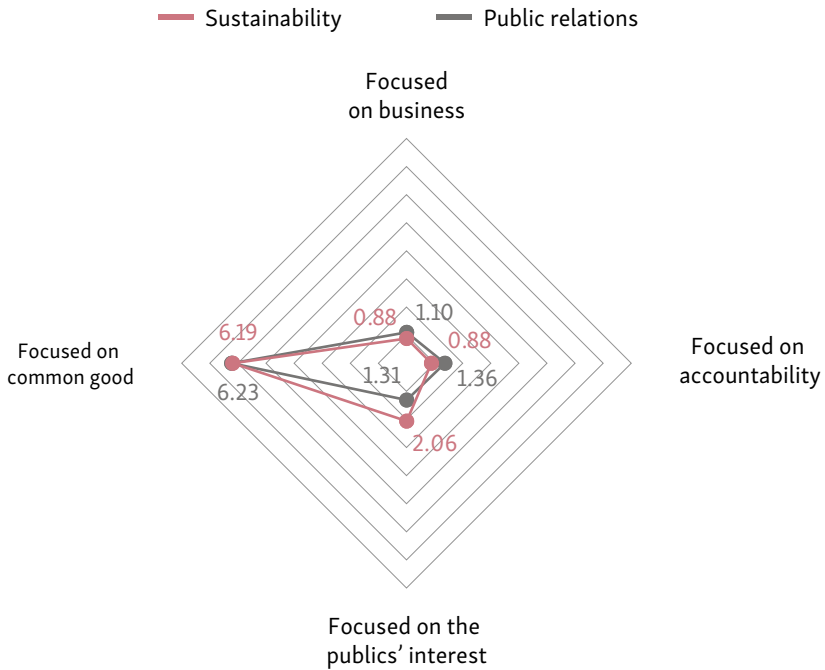 Sustainability
Public relations
Focused
on business
1.10
0.88
0.88
6.19
Focused on
common good
Focused on
accountability
1.31
1.36
6.23
2.06
Focused on the
publics’ interest